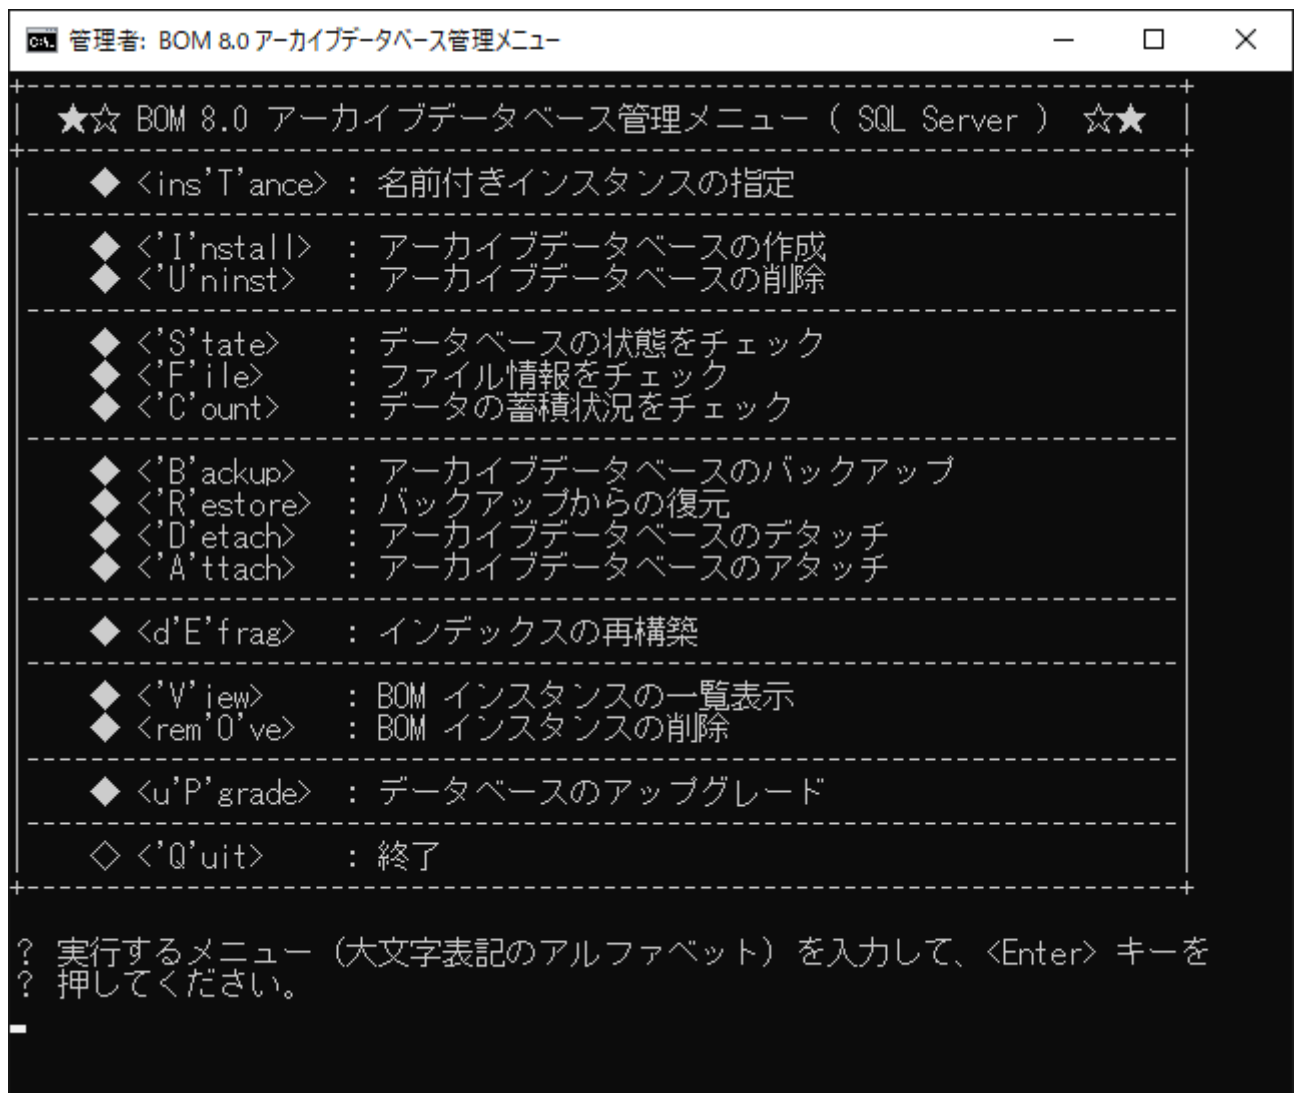 管理者: BOM 8.0 アーカイブデータベース管理メニュー
★☆ BOM 8.0 アーカイブデータベース管理メニュー ( SQL Server ) ☆★
◆ <ins'T'ance> : 名前付きインスタンスの指定
◆ <'I'nstall> : アーカイブデータベースの作成
◆ <'U'ninst> : アーカイブデータベースの削除
◆ <'S'tate> : データベースの状態をチェック
◆ <'F'ile> : ファイル情報をチェック
◆ <'C'ount> : データの蓄積状況をチェック
◆ <'B'ackup> : アーカイブデータベースのバックアップ
◆ <'R'estore> : バックアップからの復元
◆ <'D'etach> : アーカイブデータベースのデタッチ
◆ <'A'ttach> : アーカイブデータベースのアタッチ
◆ <d'E'frag> : インデックスの再構築
◆ <'V'iew> : BOM インスタンスの一覧表示
◆ <rem'O've> : BOM インスタンスの削除
◆ <u'P'grade> : データベースのアップグレード
◇ <'Q'uit> : 終了
? 実行するメニュー（大文字表記のアルファベット）を入力して、<Enter> キーを
? 押してください。